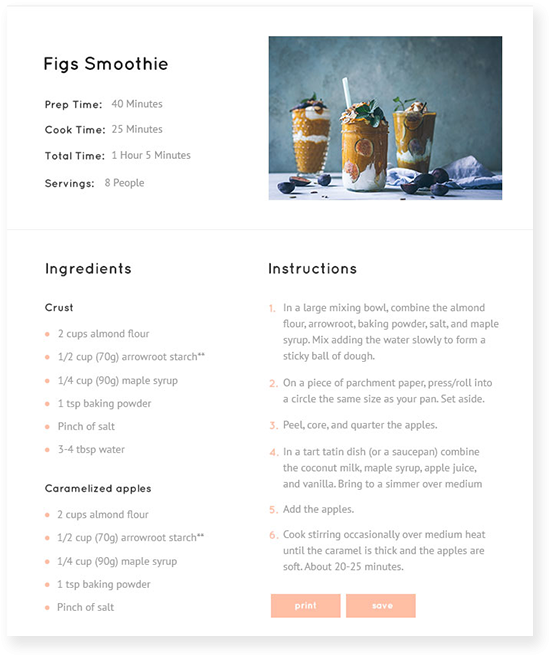 Figs Smoothie
Prep Time: 40 Minutes
Cook Time: 25 Minutes
Total Time: 1 Hour 5 Minutes
Servings: 8 People
Ingredients
Crust
2 cups almond flour
1/2 cup (70g) arrowroot starch**
1/4 cup (90g) maple syrup
1 tsp baking powder
Pinch of salt
3-4 tbsp water
Caramelized apples
2 cups almond flour
1/2 cup (70g) arrowroot starch**
1/4 cup (90g) maple syrup
1 tsp baking powder
Pinch of salt
Instructions
1. In a large mixing bowl, combine the almond
flour, arrowroot, baking powder, salt, and maple
syrup. Mix adding the water slowly to form a
sticky ball of dough.
2. On a piece of parchment paper, press/roll into
a circle the same size as your pan. Set aside.
3. Peel, core, and quarter the apples.
4. In a tart tatin dish (or a saucepan) combine
the coconut milk, maple syrup, apple juice,
and vanilla. Bring to a simmer over medium
5. Add the apples.
6. Cook stirring occasionally over medium heat
until the caramel is thick and the apples are
soft. About 20-25 minutes.
print
save